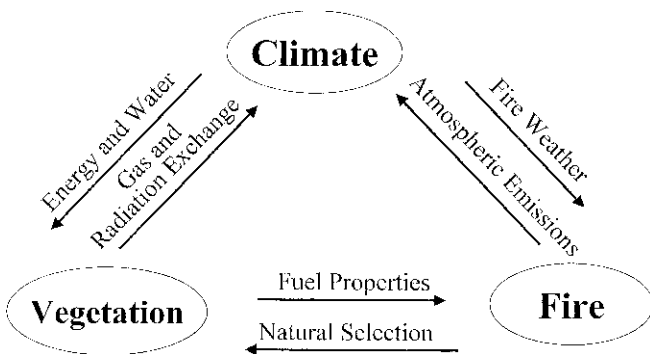 Climate
Energy and Water
Gas and
Radiation Exchange
Atmospheric Emissions
Fire Weather
Vegetation
Fuel Properties
Natural Selection
Fire